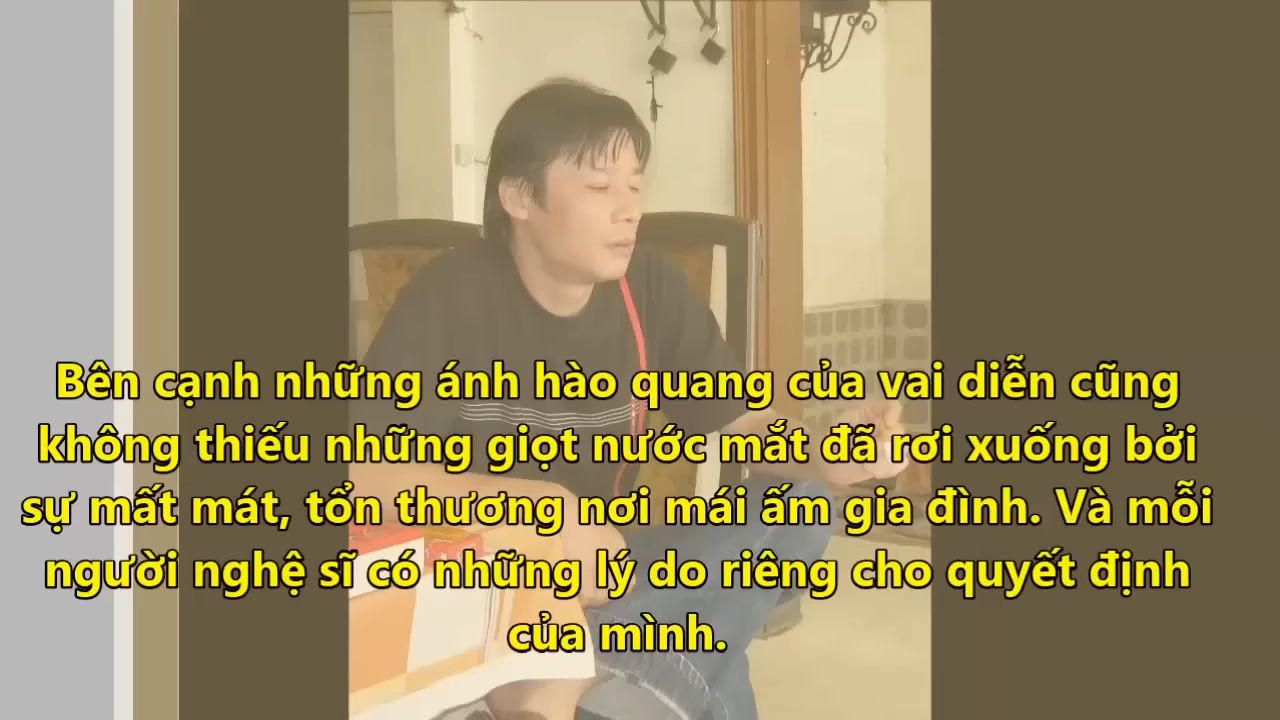 Bên cạnh những ánh hào quang của vai diễn cũng
không thiếu những giọt nước mắt đã rơi xuống bởi
sự mất mát, tổn thương nơi mái ấm gia đình. Và mỗi
người nghệ sĩ có những lý do riêng cho quyết định
của mình.